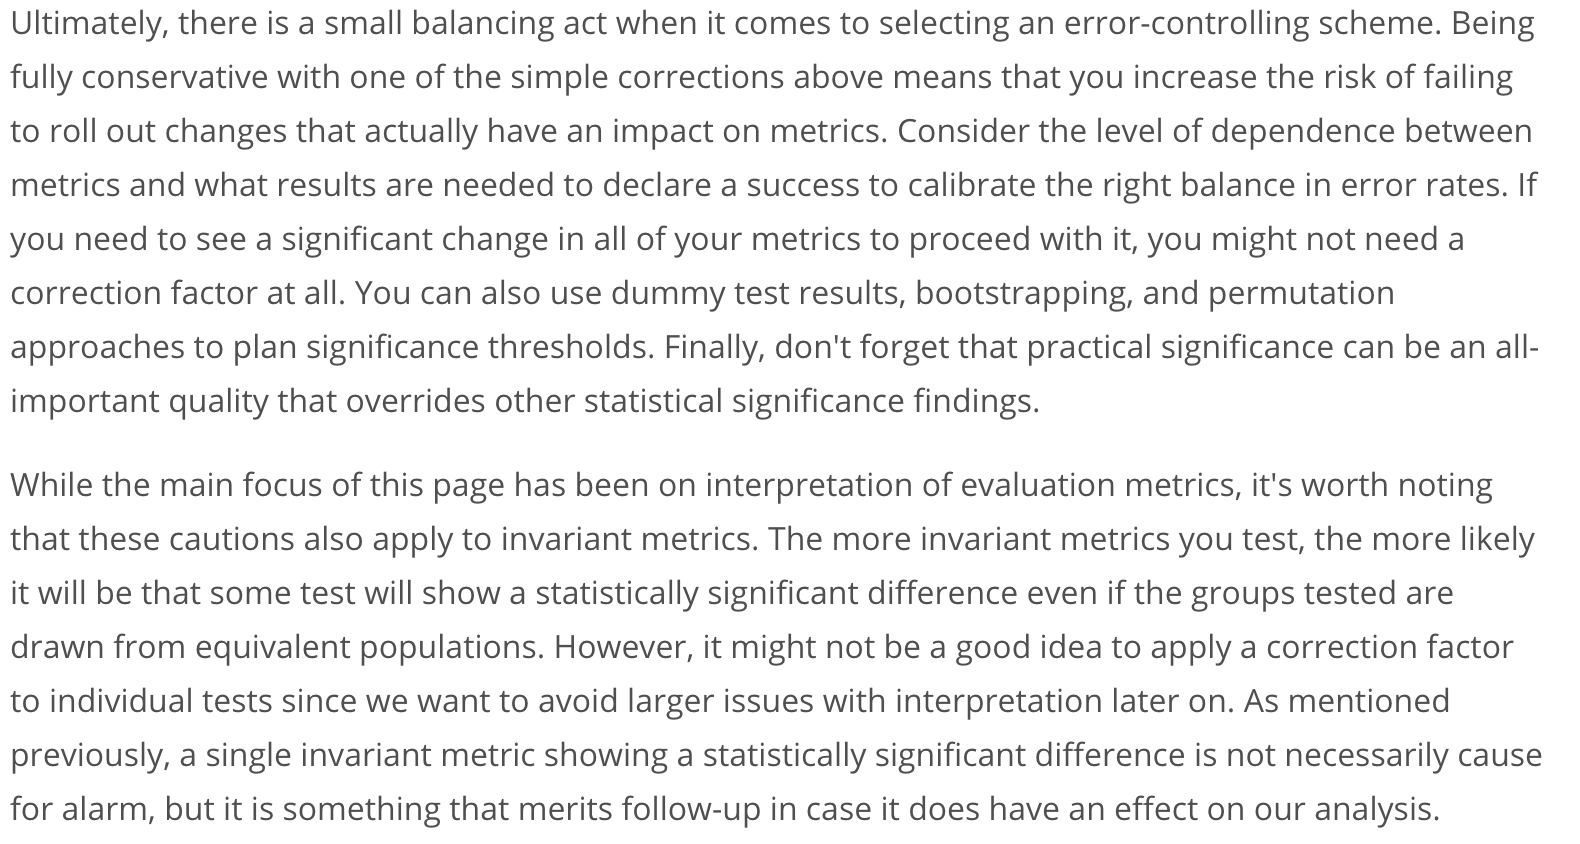 Ultimately, there is a small balancing act when it comes to selecting an error-controlling scheme. Being
fully conservative with one of the simple corrections above means that you increase the risk of failing
to roll out changes that actually have an impact on metrics. Consider the level of dependence between
metrics and what results are needed to declare a success to calibrate the right balance in error rates. If
you need to see a significant change in all of your metrics to proceed with it, you might not need a
correction factor at all. You can also use dummy test results, bootstrapping, and permutation
approaches to plan significance thresholds. Finally, don't forget that practical significance can be an all-
important quality that overrides other statistical significance findings.
While the main focus of this page has been on interpretation of evaluation metrics, it's worth noting
that these cautions also apply to invariant metrics. The more invariant metrics you test, the more likely
it will be that some test will show a statistically significant difference even if the groups tested are
drawn from equivalent populations. However, it might not be a good idea to apply a correction factor
to individual tests since we want to avoid larger issues with interpretation later on. As mentioned
previously, a single invariant metric showing a statistically significant difference is not necessarily cause
for alarm, but it is something that merits follow-up in case it does have an effect on our analysis.